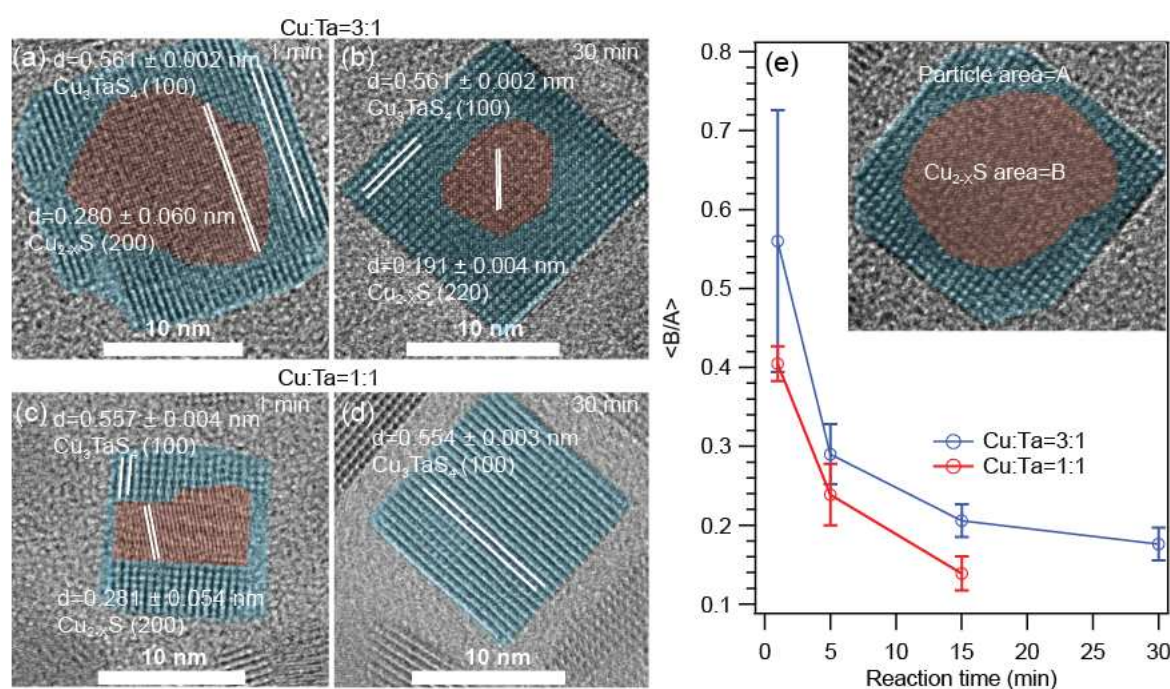 Cu:Ta=3:1
(a)
1 min
d=0.561 ± 0.002 nm
Cu₃TaS₄ (100)
d=0.280 ± 0.060 nm
Cu₂₋ₓS (200)
10 nm
(b)
30 min
d=0.561 ± 0.002 nm
Cu₃TaS₄ (100)
d=0.191 ± 0.004 nm
Cu₂₋ₓS (220)
10 nm
Cu:Ta=1:1
(c)
1 min
d=0.557 ± 0.004 nm
Cu₃TaS₄ (100)
d=0.281 ± 0.054 nm
Cu₂₋ₓS (200)
10 nm
(d)
30 min
d=0.554 ± 0.003 nm
Cu₃TaS₄ (100)
10 nm
(e)
Particle area=A
Cu₂₋ₓS area=B
<B/A>
0.8
0.7
0.6
0.5
0.4
0.3
0.2
0.1
Cu:Ta=3:1
Cu:Ta=1:1
0 5 10 15 20 25 30
Reaction time (min)